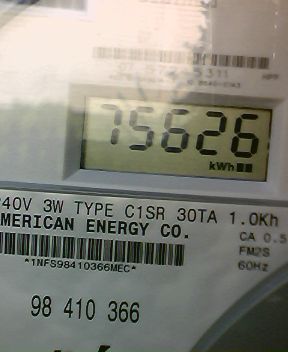 75626
kWh
240V 3W TYPE C1SR 30TA 1.0Kh
AMERICAN ENERGY CO.
CA 0.5
FM2S
*1NFS98410366MEC*
60Hz
98 410 366